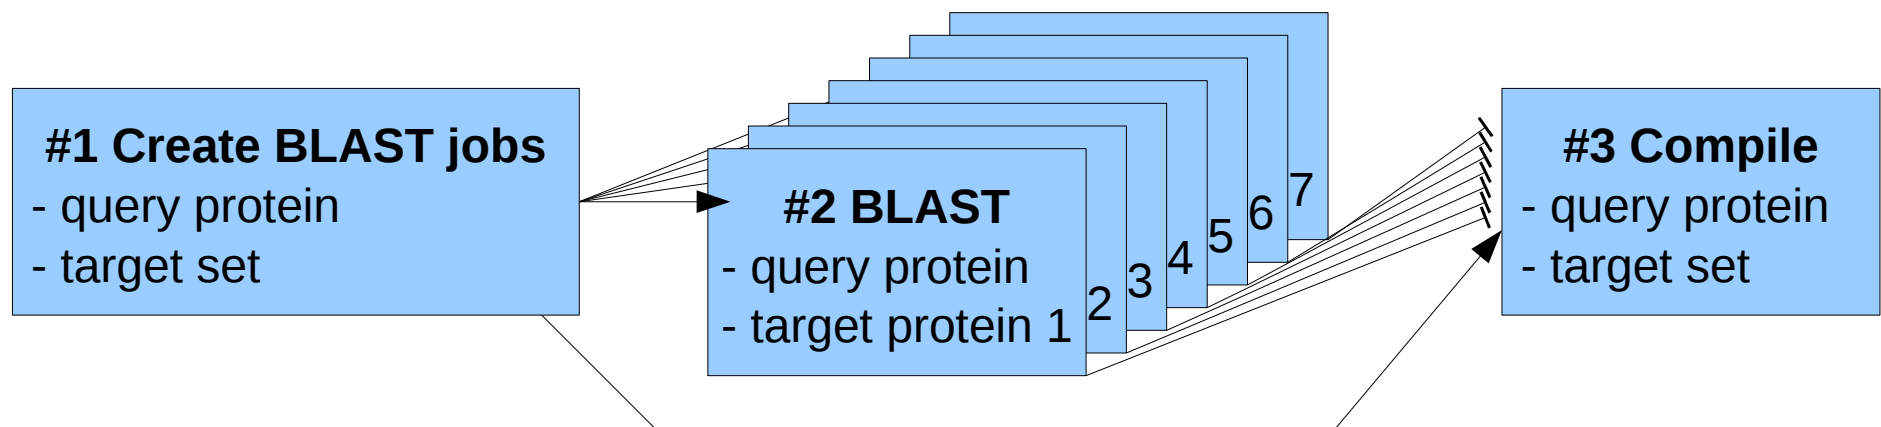 #1 Create BLAST jobs
- query protein
- target set
#2 BLAST
- query protein
- target protein 1
2
3
4
5
6
7
#3 Compile
- query protein
- target set